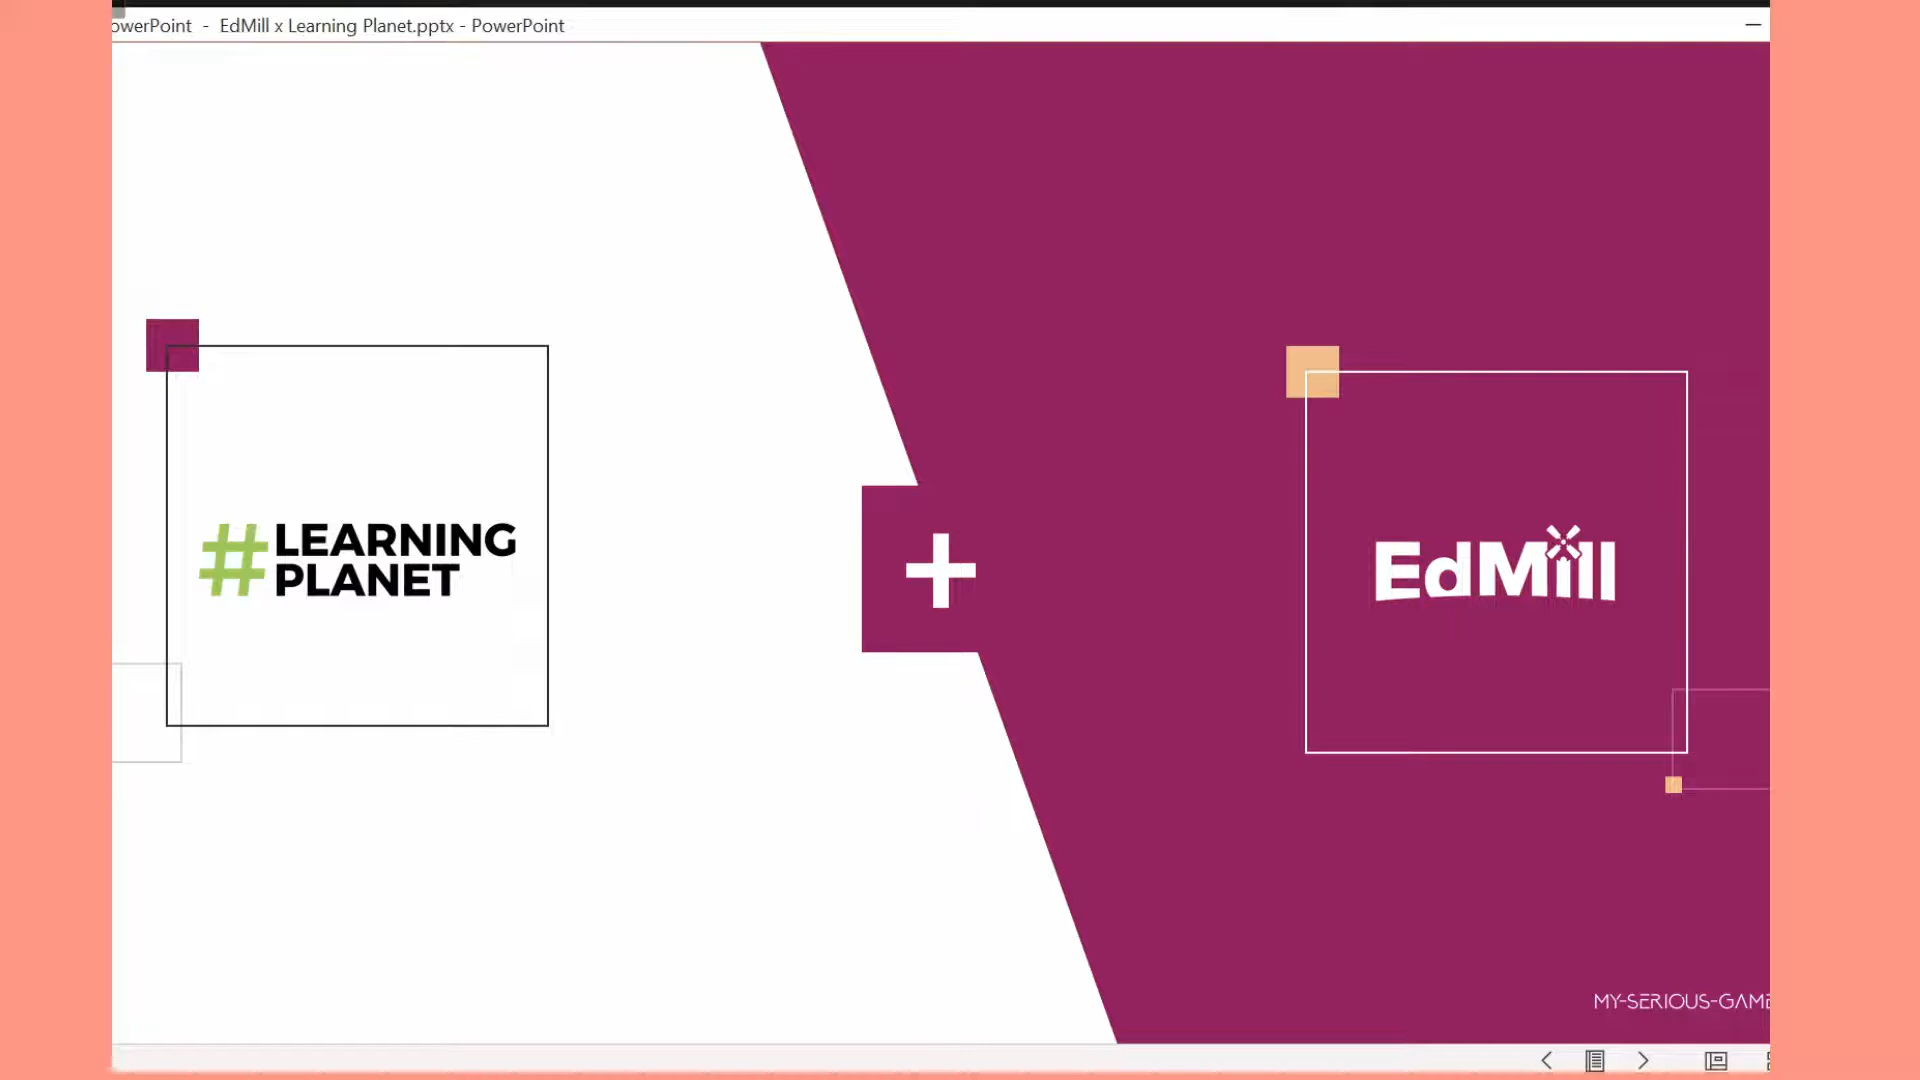 owerPoint - EdMill x Learning Planet.pptx - PowerPoint
#LEARNING
PLANET
+
EdMill
MY-SERIOUS-GAME